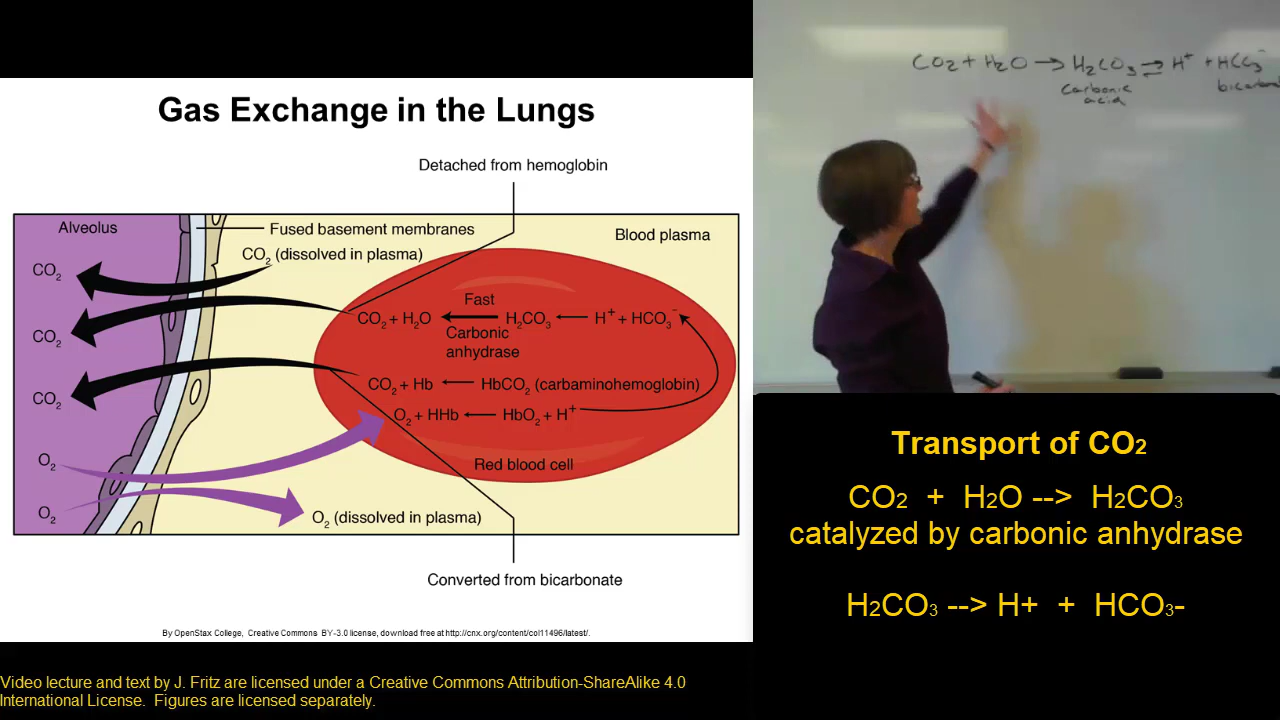 Gas Exchange in the Lungs
Detached from hemoglobin
Alveolus
Fused basement membranes
Blood plasma
CO₂ (dissolved in plasma)
CO₂
CO₂
CO₂
Fast
CO₂ + H₂O ← H₂CO₃ ← H⁺ + HCO₃⁻
Carbonic
anhydrase
CO₂ + Hb ← HbCO₂ (carbaminohemoglobin)
O₂ + HHb ← HbO₂ + H⁺
Red blood cell
O₂
O₂
O₂ (dissolved in plasma)
Converted from bicarbonate
By OpenStax College, Creative Commons BY-3.0 license, download free at http://cnx.org/content/col11496/latest/.
CO₂ + H₂O → H₂CO₃ ⇌ H⁺ + HCO₃⁻
carbonic
acid
Transport of CO₂
CO₂ + H₂O --> H₂CO₃
catalyzed by carbonic anhydrase
H₂CO₃ --> H+ + HCO₃-
Video lecture and text by J. Fritz are licensed under a Creative Commons Attribution-ShareAlike 4.0
International License. Figures are licensed separately.